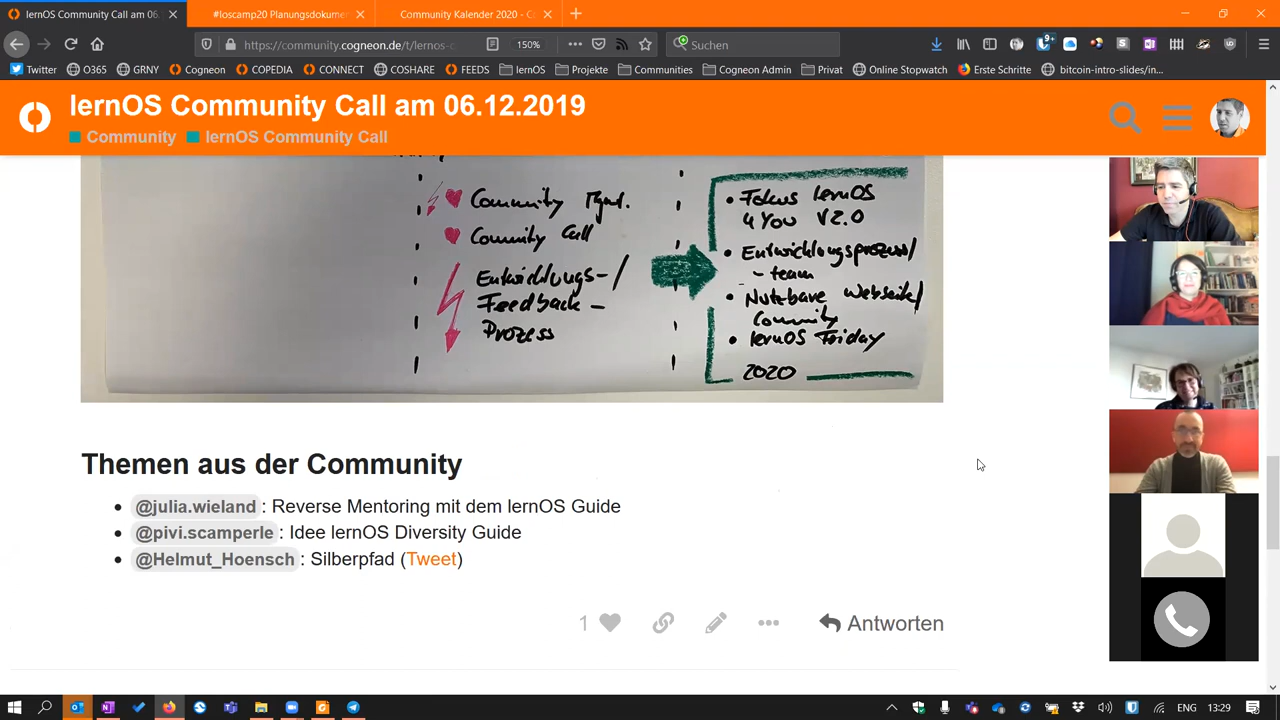 lernOS Community Call am 06.
#loscamp20 Planungsdokumen
Community Kalender 2020 - G
https://community.cogneon.de/t/lernos-c
150%
Suchen
9+
Twitter
O365
GRNY
Cogneon
COPEDIA
CONNECT
COSHARE
FEEDS
lernOS
Projekte
Communities
Cogneon Admin
Privat
Online Stopwatch
Erste Schritte
bitcoin-intro-slides/in...
lernOS Community Call am 06.12.2019
Community
lernOS Community Call
Community Mgmt.
Comunity Call
Entwicklungs-/
Feedback-
Prozess
• Fokus lernOS
4 You V2.0
• Entwicklungsprozess/
- team
• Nutzbare Webseite/
Community
• lernOS Friday
2020
Themen aus der Community
• @julia.wieland : Reverse Mentoring mit dem lernOS Guide
• @pivi.scamperle : Idee lernOS Diversity Guide
• @Helmut_Hoensch : Silberpfad (Tweet)
1
Antworten
ENG
13:29